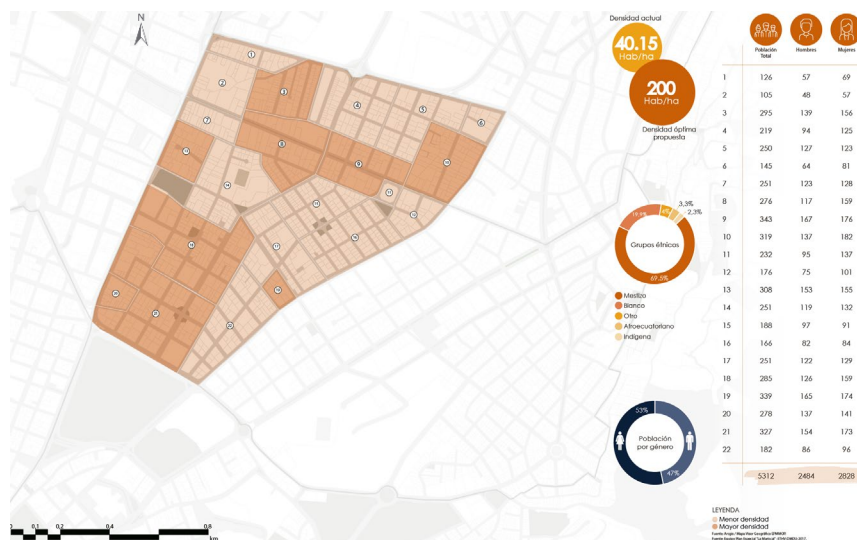 N
Densidad actual
40.15
Hab/ha
200
Hab/ha
Densidad óptima
propuesta
Grupos étnicos
19.9%
3,3%
2,3%
69.5%
Mestizo
Blanco
Otro
Afroecuatoriano
Indígena
53%
Población
por género
47%
Población Total Hombres Mujeres
1 126 57 69
2 105 48 57
3 295 139 156
4 219 94 125
5 250 127 123
6 145 64 81
7 251 123 128
8 276 117 159
9 343 167 176
10 319 137 182
11 232 95 137
12 176 75 101
13 308 153 155
14 251 119 132
15 188 97 91
16 166 82 84
17 251 122 129
18 285 126 159
19 339 165 174
20 278 137 141
21 327 154 173
22 182 86 96
5312 2484 2828
LEYENDA
Menor densidad
Mayor densidad
0 0,1 0,2 0,4 0,6
km